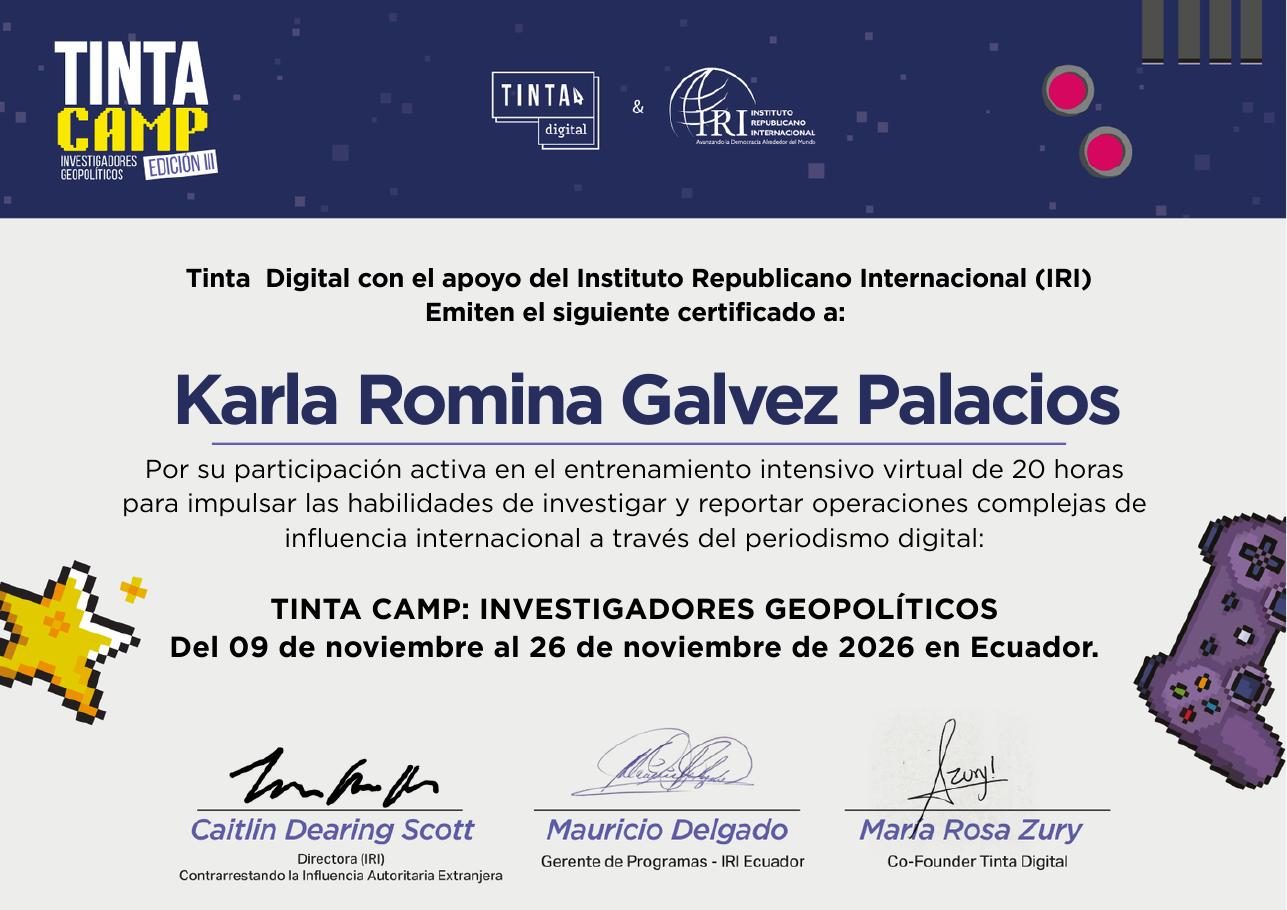 TINTA
CAMP
INVESTIGADORES
GEOPOLÍTICOS
EDICIÓN III
TINTA
digital
&
IRI
INSTITUTO
REPUBLICANO
INTERNACIONAL
Avanzando la Democracia Alrededor del Mundo
Tinta Digital con el apoyo del Instituto Republicano Internacional (IRI)
Emiten el siguiente certificado a:
Karla Romina Galvez Palacios
Por su participación activa en el entrenamiento intensivo virtual de 20 horas
para impulsar las habilidades de investigar y reportar operaciones complejas de
influencia internacional a través del periodismo digital:
TINTA CAMP: INVESTIGADORES GEOPOLÍTICOS
Del 09 de noviembre al 26 de noviembre de 2026 en Ecuador.
Zury!
Caitlin Dearing Scott
Directora (IRI)
Contrarrestando la Influencia Autoritaria Extranjera
Mauricio Delgado
Gerente de Programas - IRI Ecuador
María Rosa Zury
Co-Founder Tinta Digital